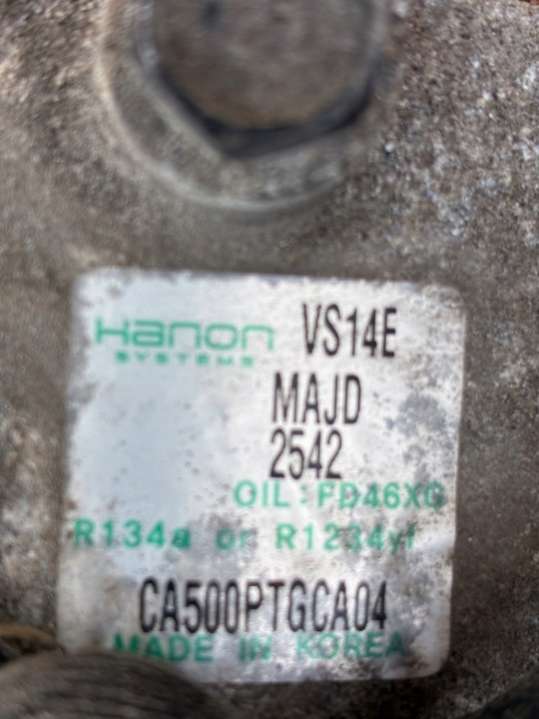 Hanon VS14E
SYSTEMS
MAJD
2542
OIL:FD46XG
R134a or R1234yf
CA500PTGCA04
MADE IN KOREA